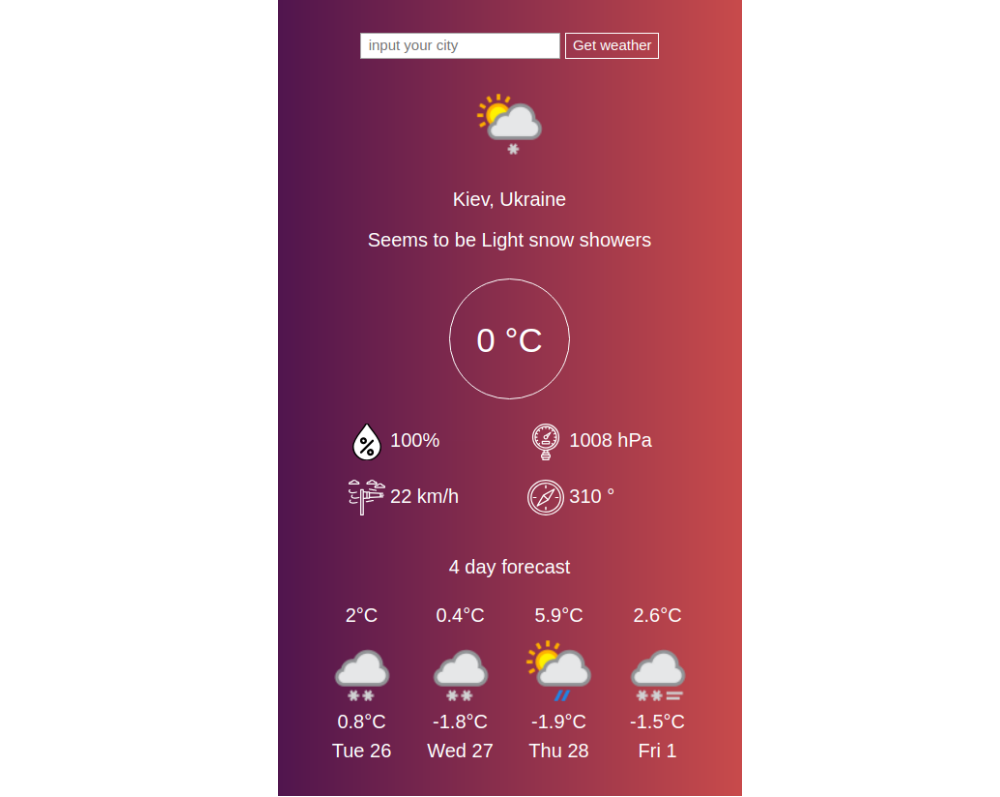 input your city Get weather
Kiev, Ukraine
Seems to be Light snow showers
0 °C
100% 1008 hPa
22 km/h 310 °
4 day forecast
2°C 0.4°C 5.9°C 2.6°C
0.8°C -1.8°C -1.9°C -1.5°C
Tue 26 Wed 27 Thu 28 Fri 1